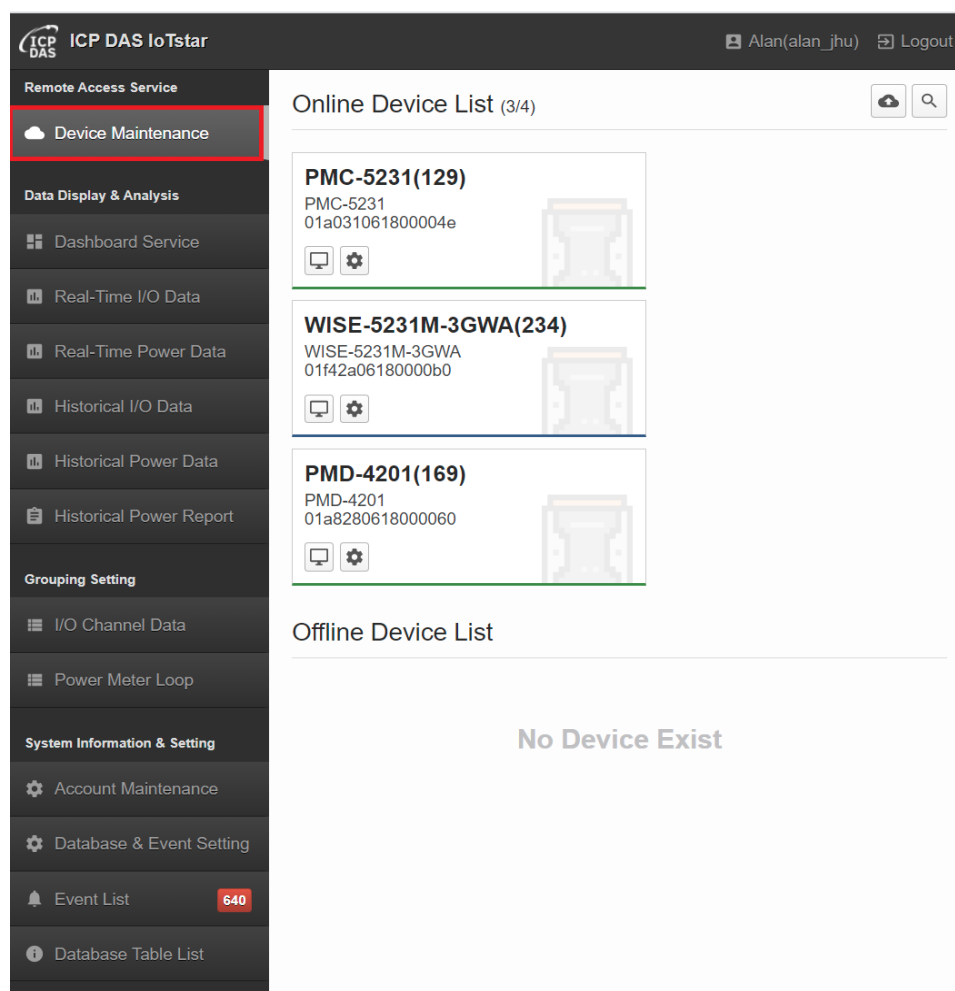 ICP DAS
ICP DAS IoTstar
Alan(alan_jhu)
Logout
Remote Access Service
Device Maintenance
Data Display & Analysis
Dashboard Service
Real-Time I/O Data
Real-Time Power Data
Historical I/O Data
Historical Power Data
Historical Power Report
Grouping Setting
I/O Channel Data
Power Meter Loop
System Information & Setting
Account Maintenance
Database & Event Setting
Event List 640
Database Table List
Online Device List (3/4)
PMC-5231(129)
PMC-5231
01a031061800004e
WISE-5231M-3GWA(234)
WISE-5231M-3GWA
01f42a06180000b0
PMD-4201(169)
PMD-4201
01a8280618000060
Offline Device List
No Device Exist